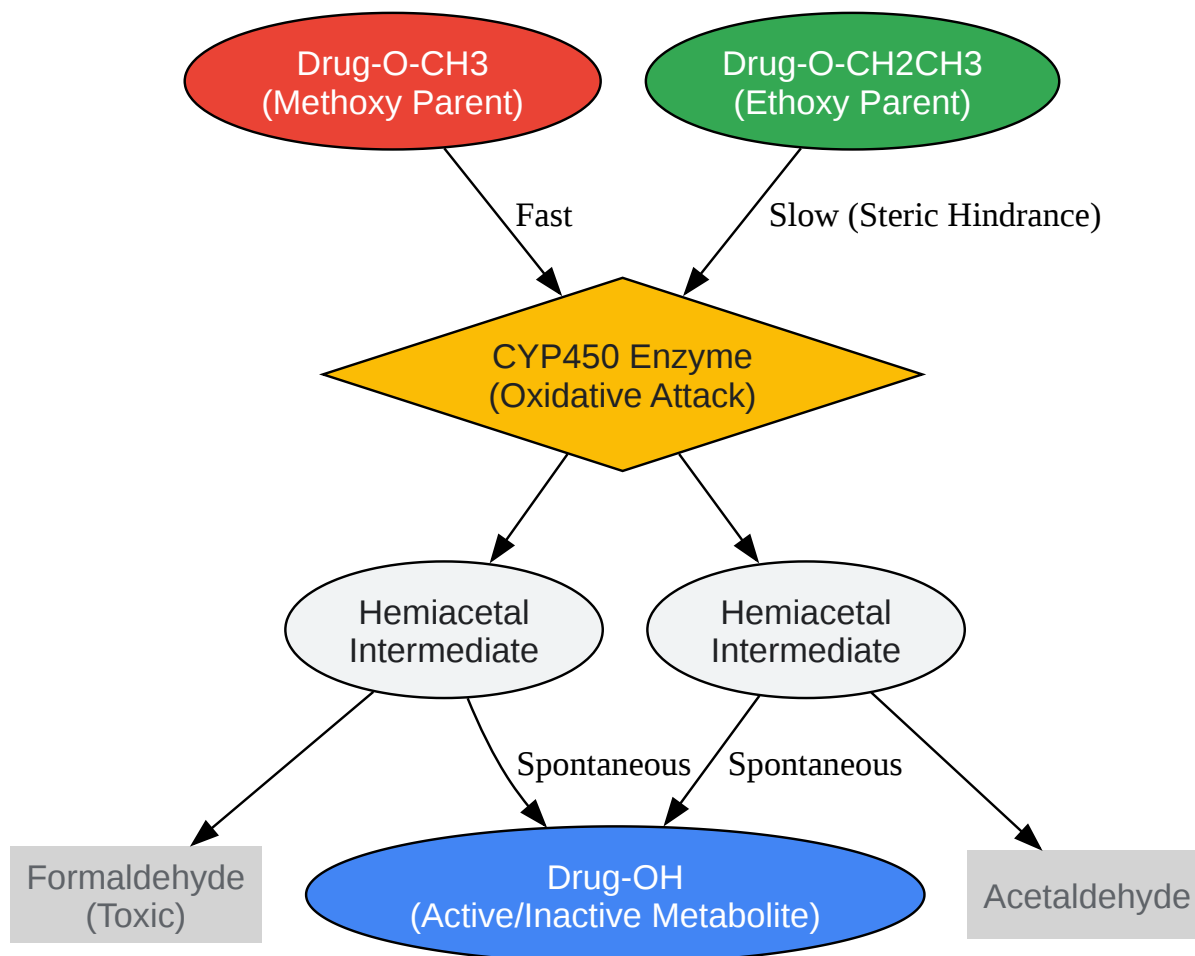 Drug-O-CH3
(Methoxy Parent)
Drug-O-CH2CH3
(Ethoxy Parent)
Fast
Slow (Steric Hindrance)
CYP450 Enzyme
(Oxidative Attack)
Hemiacetal
Intermediate
Hemiacetal
Intermediate
Spontaneous
Spontaneous
Formaldehyde
(Toxic)
Drug-OH
(Active/Inactive Metabolite)
Acetaldehyde